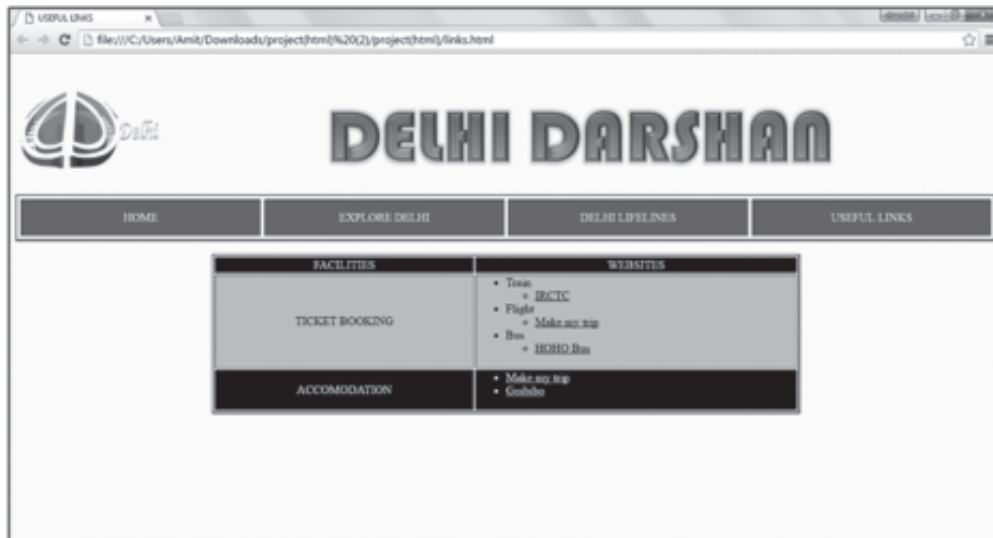 USEFUL LINKS
file:///C:/Users/Amit/Downloads/project(html)%20(2)/project(html)/links.html
Delhi
DELHI DARSHAN
HOME EXPLORE DELHI DELHI LIFELINES USEFUL LINKS
FACILITIES WEBSITES
TICKET BOOKING
Train
IRCTC
Flight
Make my trip
Bus
HOHO Bus
ACCOMODATION
Make my trip
Goibibo